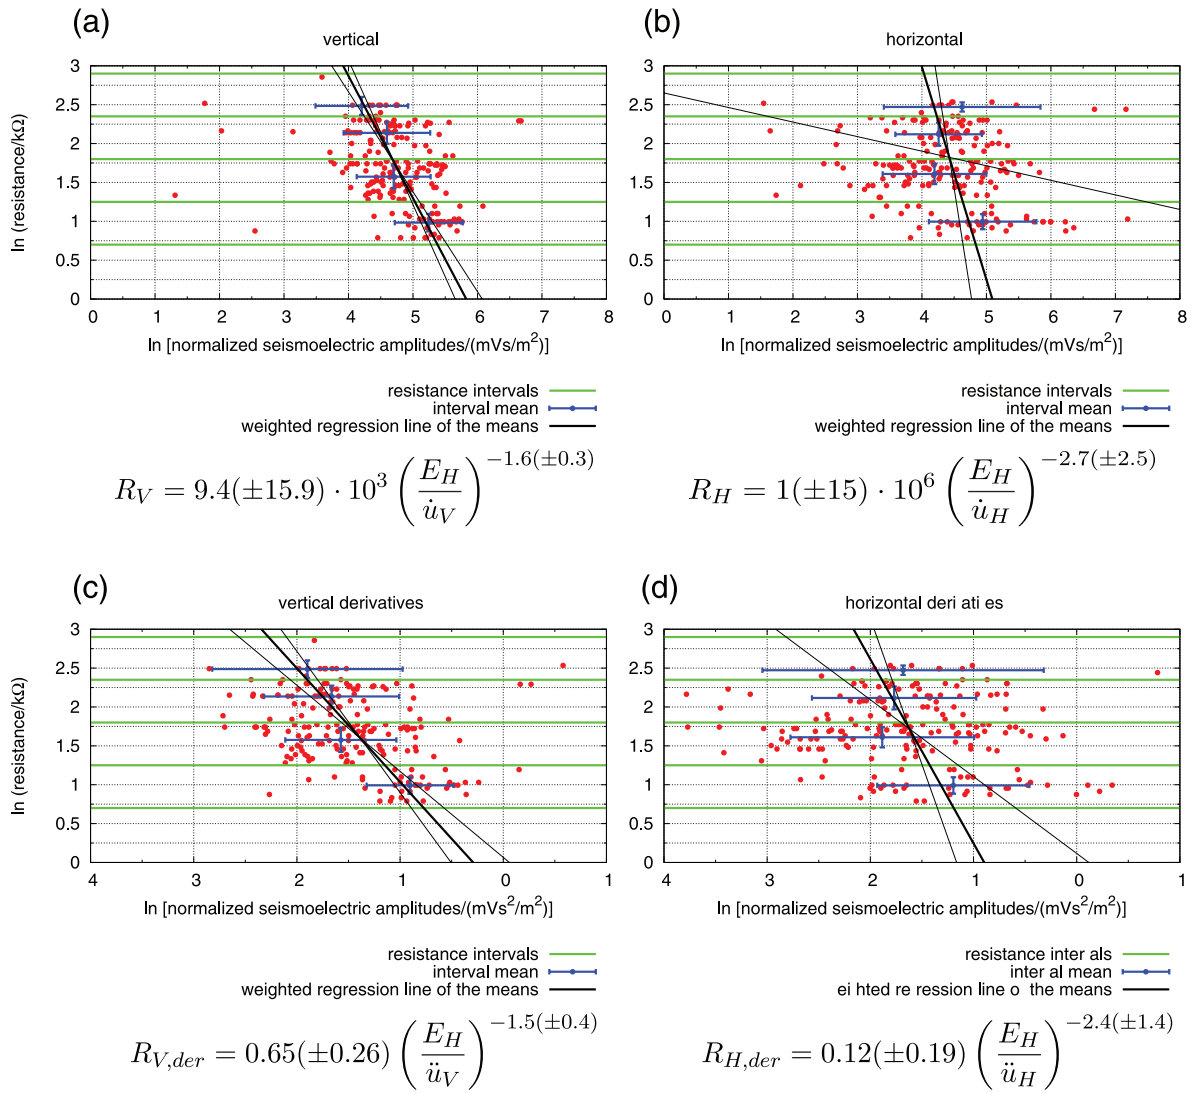 (a)
vertical
ln (resistance/kΩ)
3
2.5
2
1.5
1
0.5
0
0 1 2 3 4 5 6 7 8
ln [normalized seismoelectric amplitudes/(mVs/m²)]
resistance intervals
interval mean
weighted regression line of the means
R_V = 9.4(±15.9) · 10³ (E_H / u̇_V)^−1.6(±0.3)
(b)
horizontal
3
2.5
2
1.5
1
0.5
0
0 1 2 3 4 5 6 7 8
ln [normalized seismoelectric amplitudes/(mVs/m²)]
resistance intervals
interval mean
weighted regression line of the means
R_H = 1(±15) · 10⁶ (E_H / u̇_H)^−2.7(±2.5)
(c)
vertical derivatives
ln (resistance/kΩ)
3
2.5
2
1.5
1
0.5
0
4 3 2 1 0 1
ln [normalized seismoelectric amplitudes/(mVs²/m²)]
resistance intervals
interval mean
weighted regression line of the means
R_V,der = 0.65(±0.26) (E_H / ü_V)^−1.5(±0.4)
(d)
horizontal deri ati es
3
2.5
2
1.5
1
0.5
0
4 3 2 1 0 1
ln [normalized seismoelectric amplitudes/(mVs²/m²)]
resistance inter als
inter al mean
ei hted re ression line o the means
R_H,der = 0.12(±0.19) (E_H / ü_H)^−2.4(±1.4)